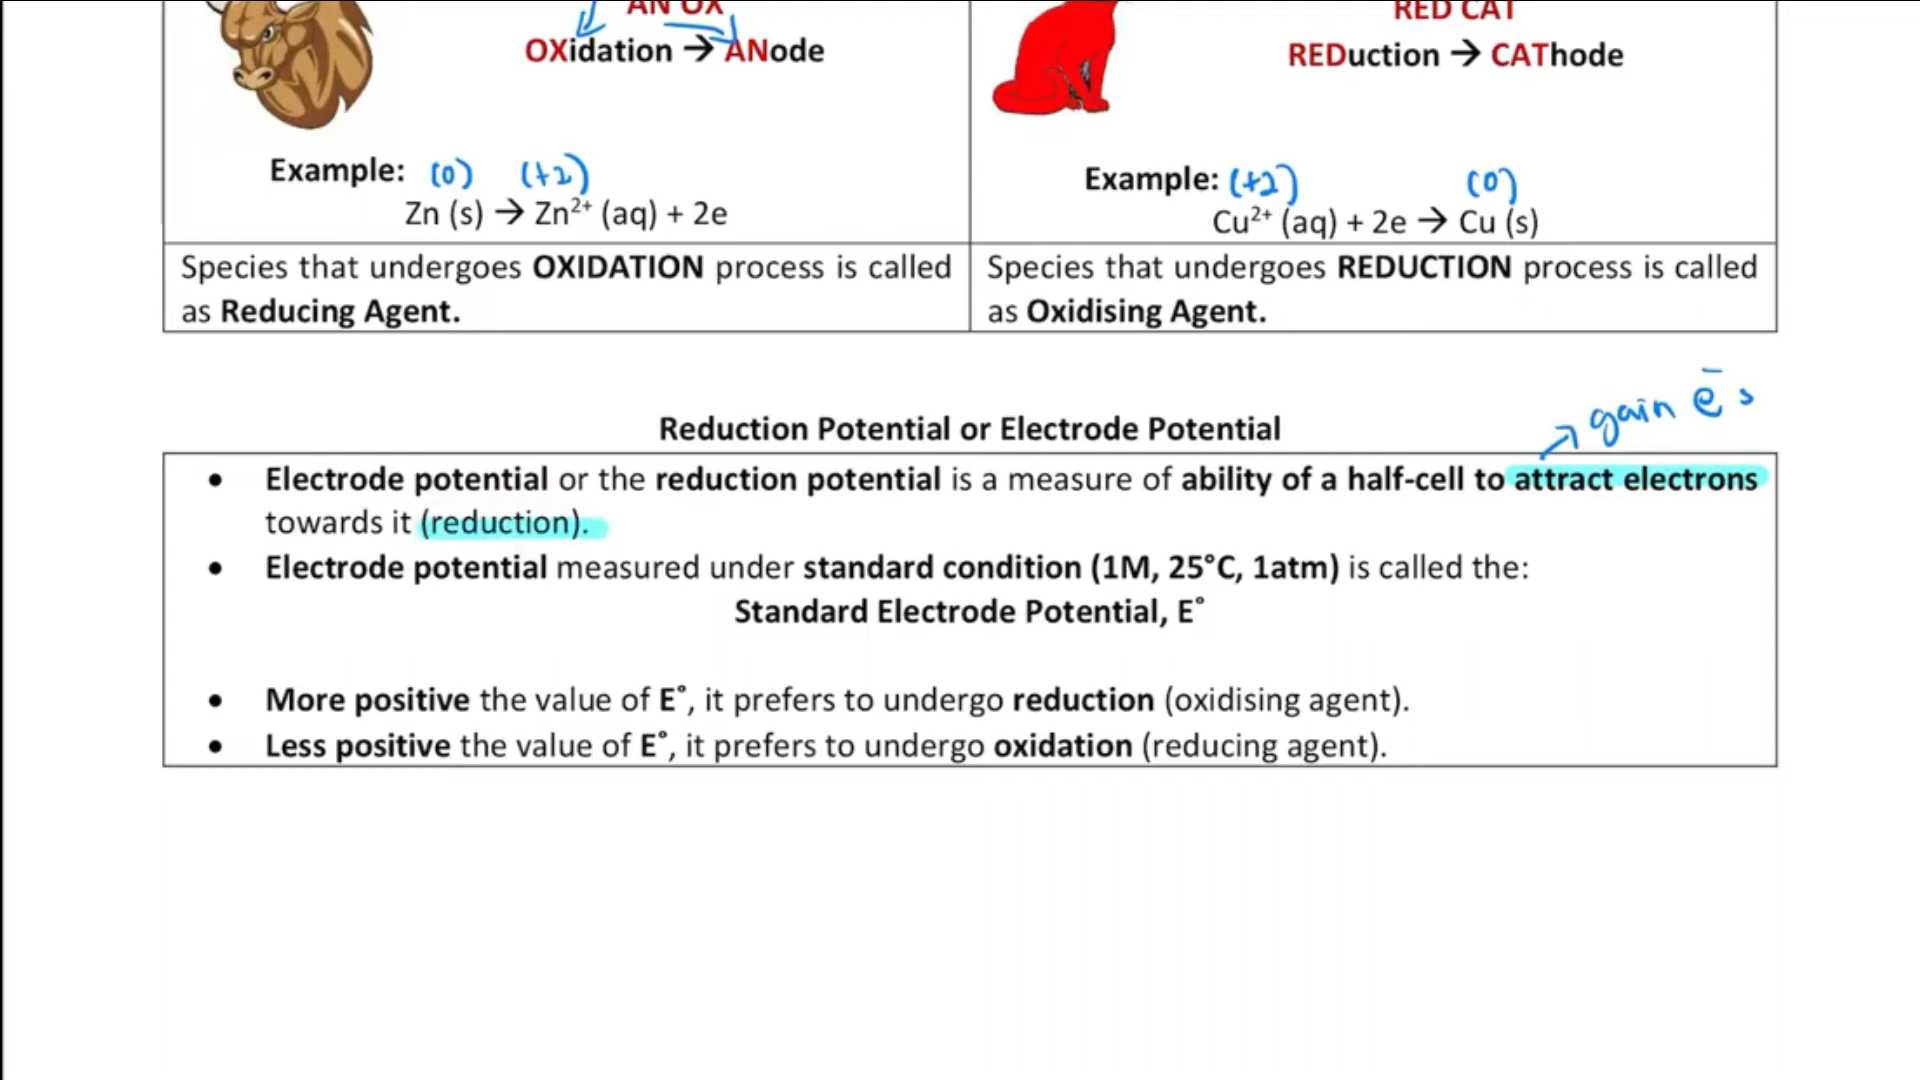 AN OX
OXidation → ANode
Example: (0) (+2)
Zn (s) → Zn²⁺ (aq) + 2e
Species that undergoes OXIDATION process is called
as Reducing Agent.
RED CAT
REDuction → CAThode
Example: (+2) (0)
Cu²⁺ (aq) + 2e → Cu (s)
Species that undergoes REDUCTION process is called
as Oxidising Agent.
gain e̅ s
Reduction Potential or Electrode Potential
• Electrode potential or the reduction potential is a measure of ability of a half-cell to attract electrons
towards it (reduction).
• Electrode potential measured under standard condition (1M, 25°C, 1atm) is called the:
Standard Electrode Potential, E°
• More positive the value of E°, it prefers to undergo reduction (oxidising agent).
• Less positive the value of E°, it prefers to undergo oxidation (reducing agent).